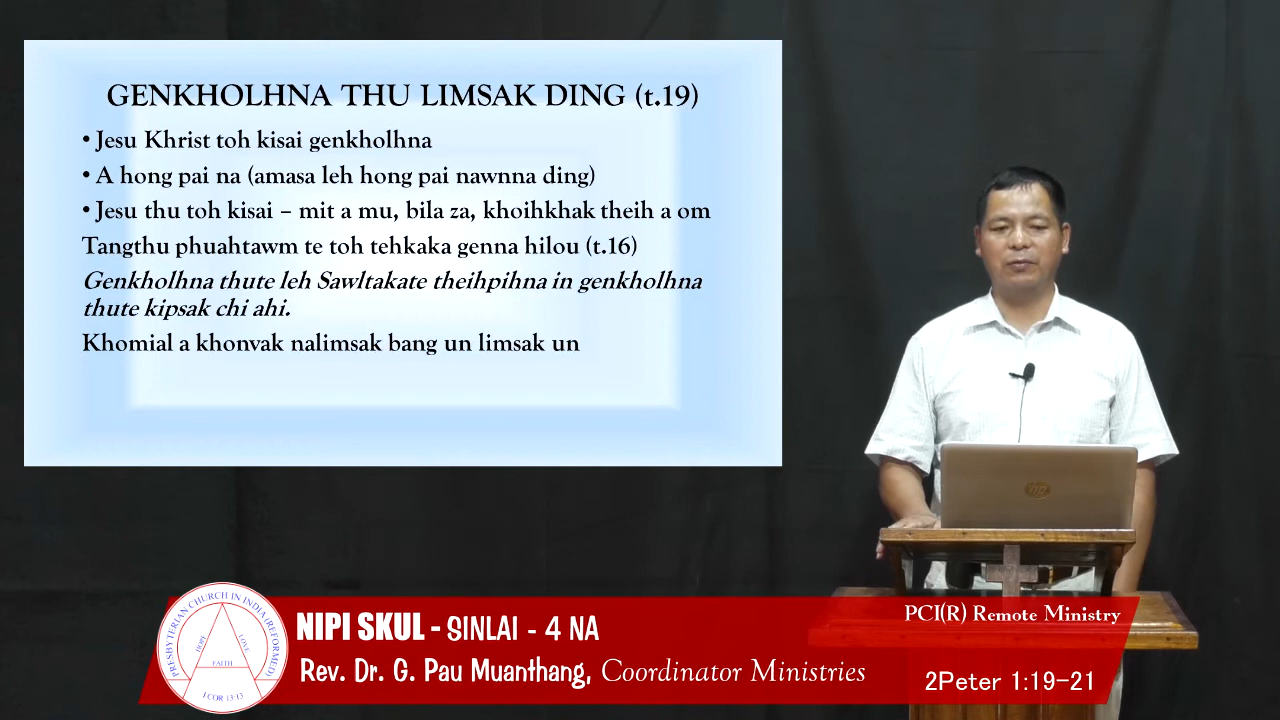 GENKHOLHNA THU LIMSAK DING (t.19)
• Jesu Khrist toh kisai genkholhna
• A hong pai na (amasa leh hong pai nawnna ding)
• Jesu thu toh kisai – mit a mu, bila za, khoihkhak theih a om
Tangthu phuahtawm te toh tehkaka genna hilou (t.16)
Genkholhna thute leh Sawltakate theihpihna in genkholhna
thute kipsak chi ahi.
Khomial a khonvak nalimsak bang un limsak un
hp
PRESBYTERIAN CHURCH IN INDIA (REFORMED)
HOPE
LOVE
FAITH
I COR 13:13
NIPI SKUL - SINLAI - 4 NA
Rev. Dr. G. Pau Muanthang, Coordinator Ministries
PCI(R) Remote Ministry
2Peter 1:19-21